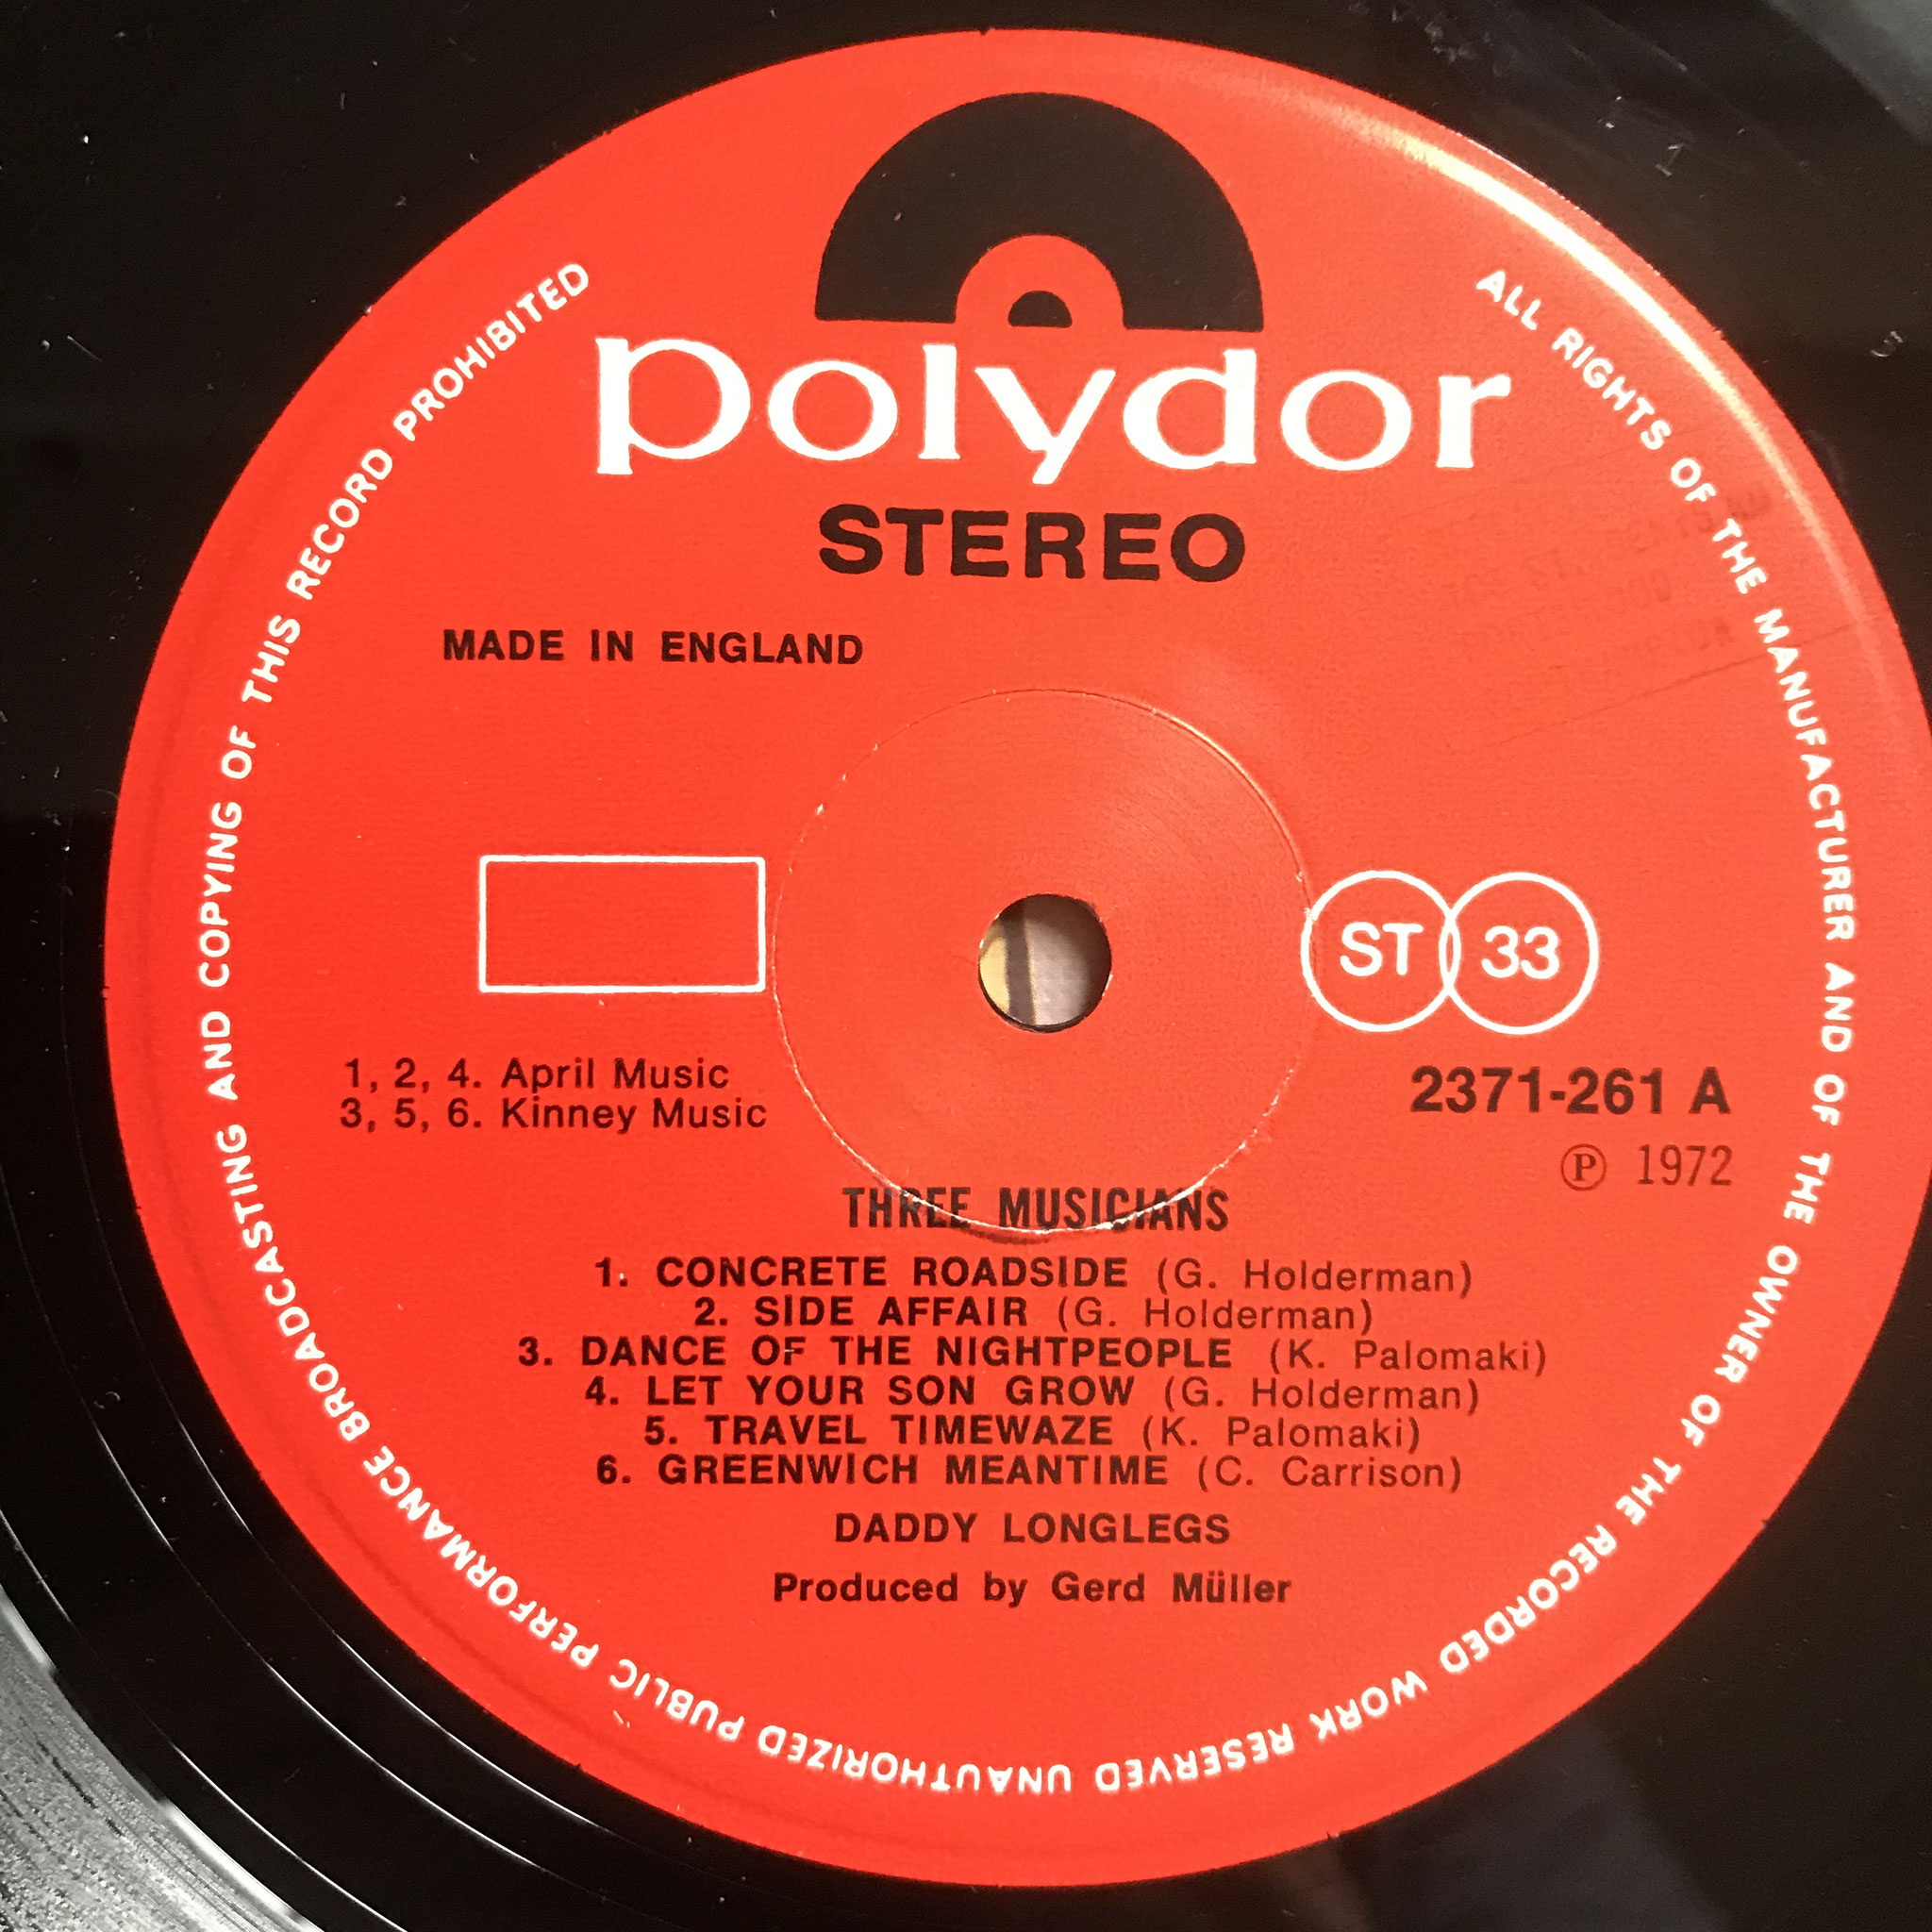 polydor
STEREO
MADE IN ENGLAND
ST 33
1, 2, 4. April Music
3, 5, 6. Kinney Music
2371-261 A
Ⓟ 1972
THREE MUSICIANS
1. CONCRETE ROADSIDE (G. Holderman)
2. SIDE AFFAIR (G. Holderman)
3. DANCE OF THE NIGHTPEOPLE (K. Palomaki)
4. LET YOUR SON GROW (G. Holderman)
5. TRAVEL TIMEWAZE (K. Palomaki)
6. GREENWICH MEANTIME (C. Carrison)
DADDY LONGLEGS
Produced by Gerd Müller
ALL RIGHTS OF THE MANUFACTURER AND OF THE OWNER OF THE RECORDED WORK RESERVED UNAUTHORIZED PUBLIC PERFORMANCE BROADCASTING AND COPYING OF THIS RECORD PROHIBITED